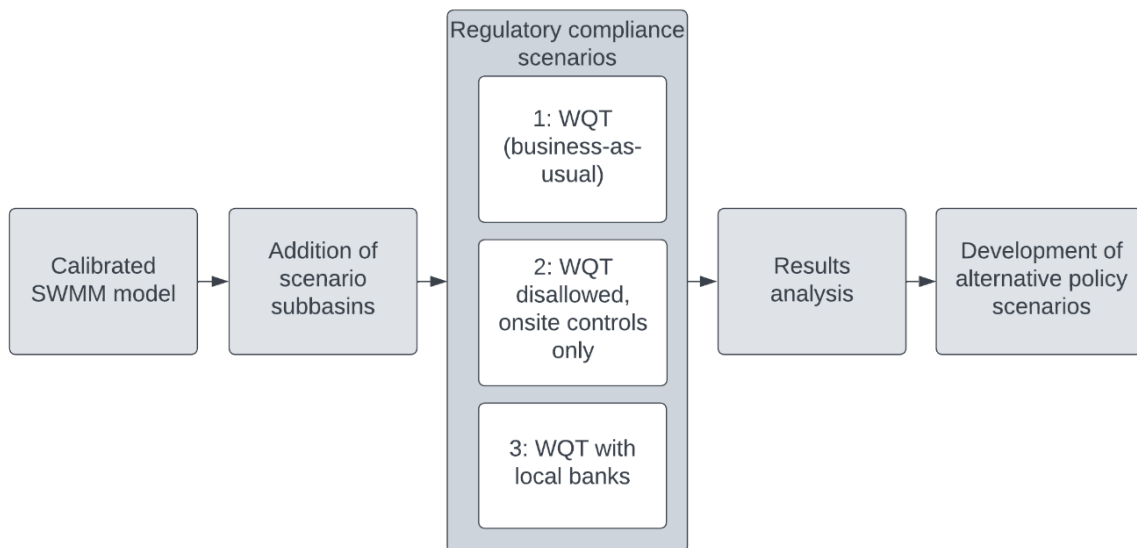 Calibrated
SWMM model
Addition of
scenario
subbasins
Regulatory compliance
scenarios
1: WQT
(business-as-
usual)
2: WQT
disallowed,
onsite controls
only
3: WQT with
local banks
Results
analysis
Development of
alternative policy
scenarios